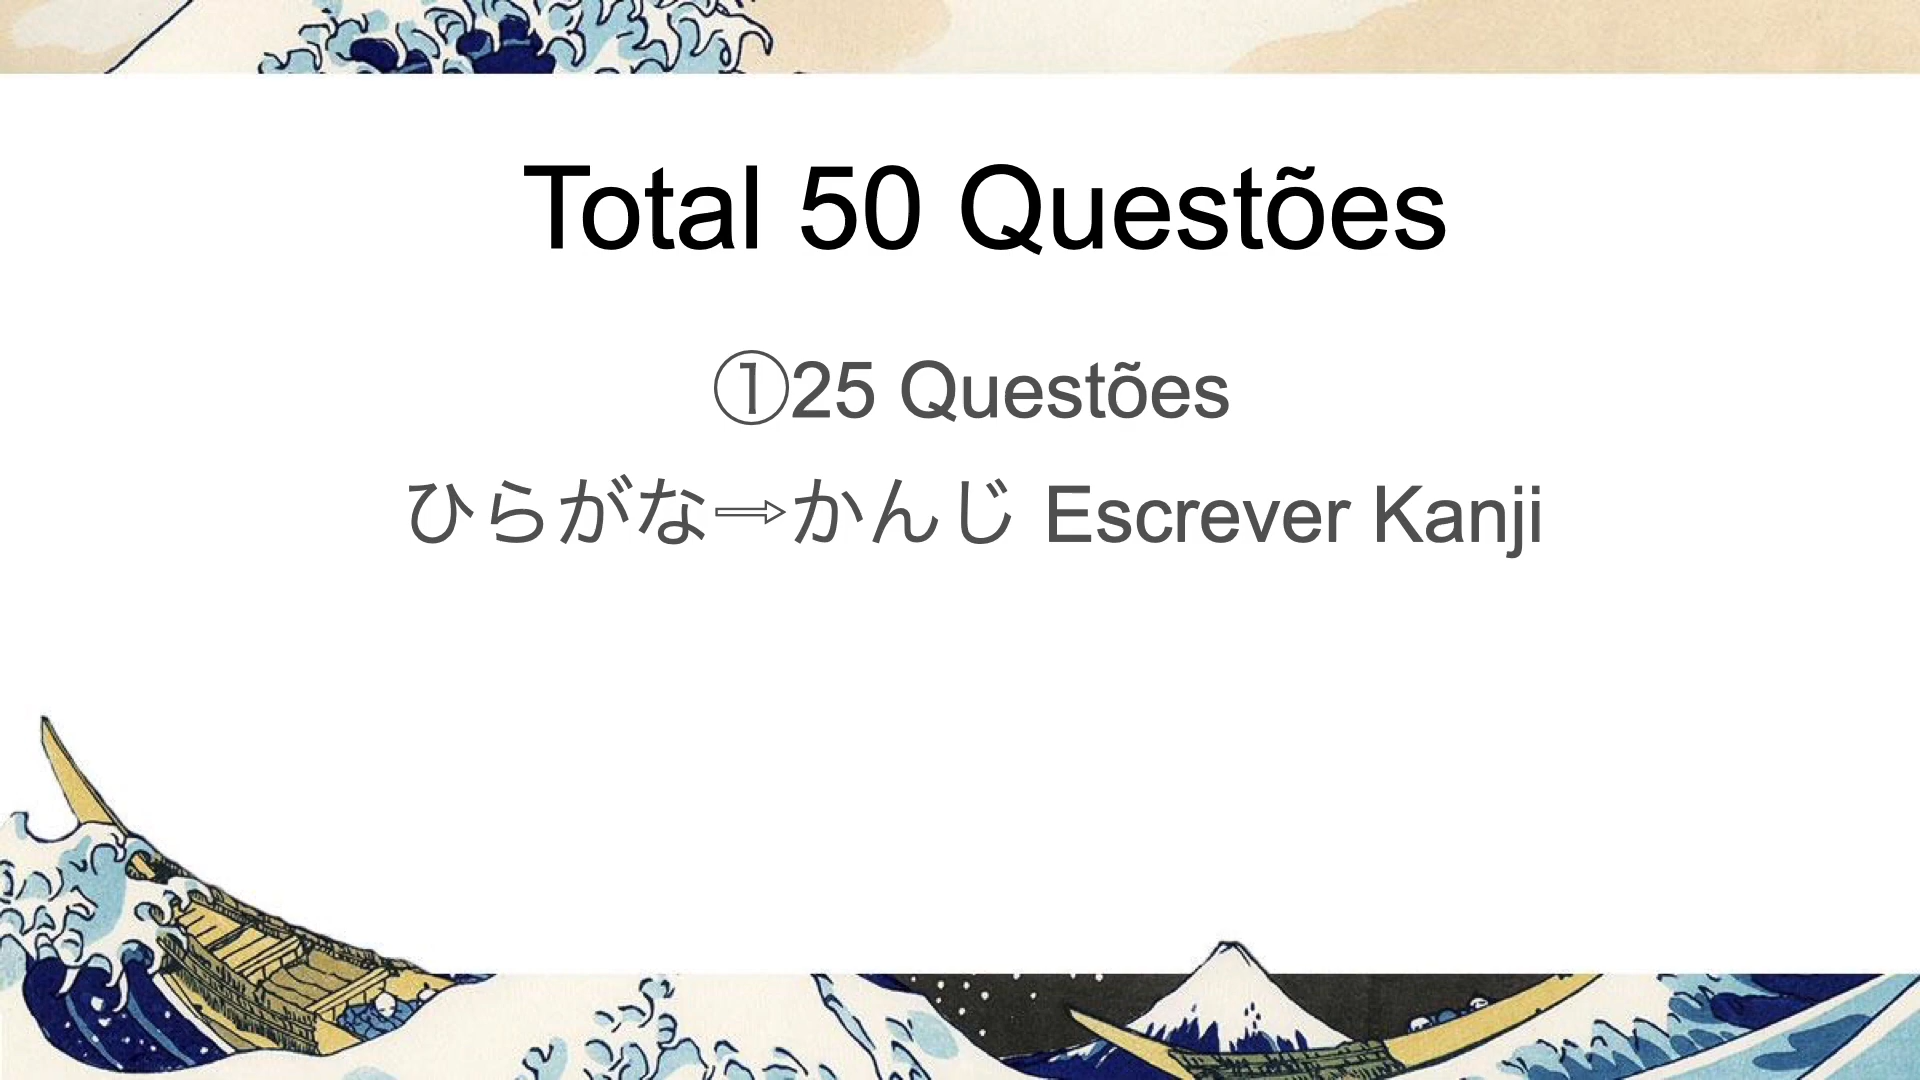 Total 50 Questões
①25 Questões
ひらがな⇨かんじ Escrever Kanji